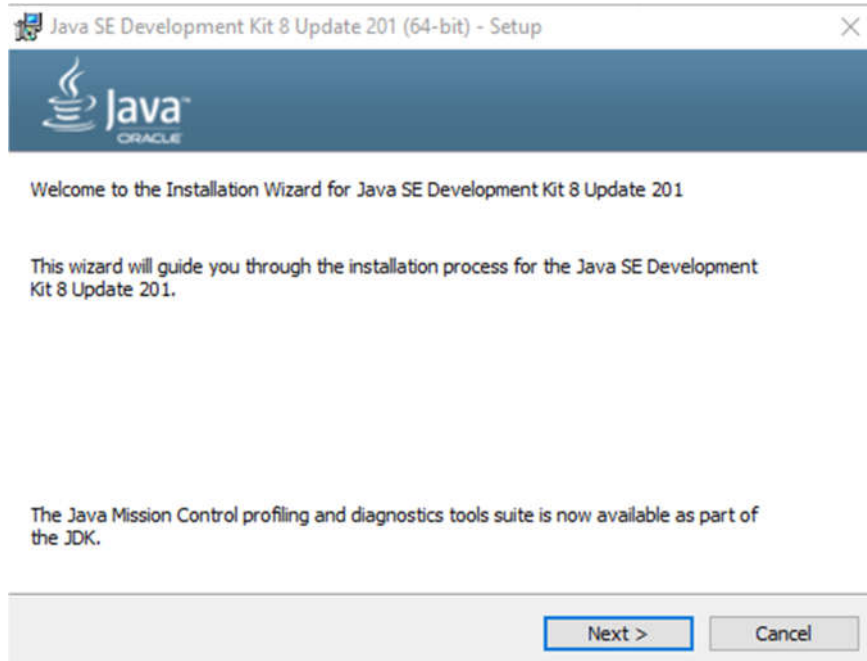 Java SE Development Kit 8 Update 201 (64-bit) - Setup
Java™
ORACLE
Welcome to the Installation Wizard for Java SE Development Kit 8 Update 201
This wizard will guide you through the installation process for the Java SE Development
Kit 8 Update 201.
The Java Mission Control profiling and diagnostics tools suite is now available as part of
the JDK.
Next > Cancel